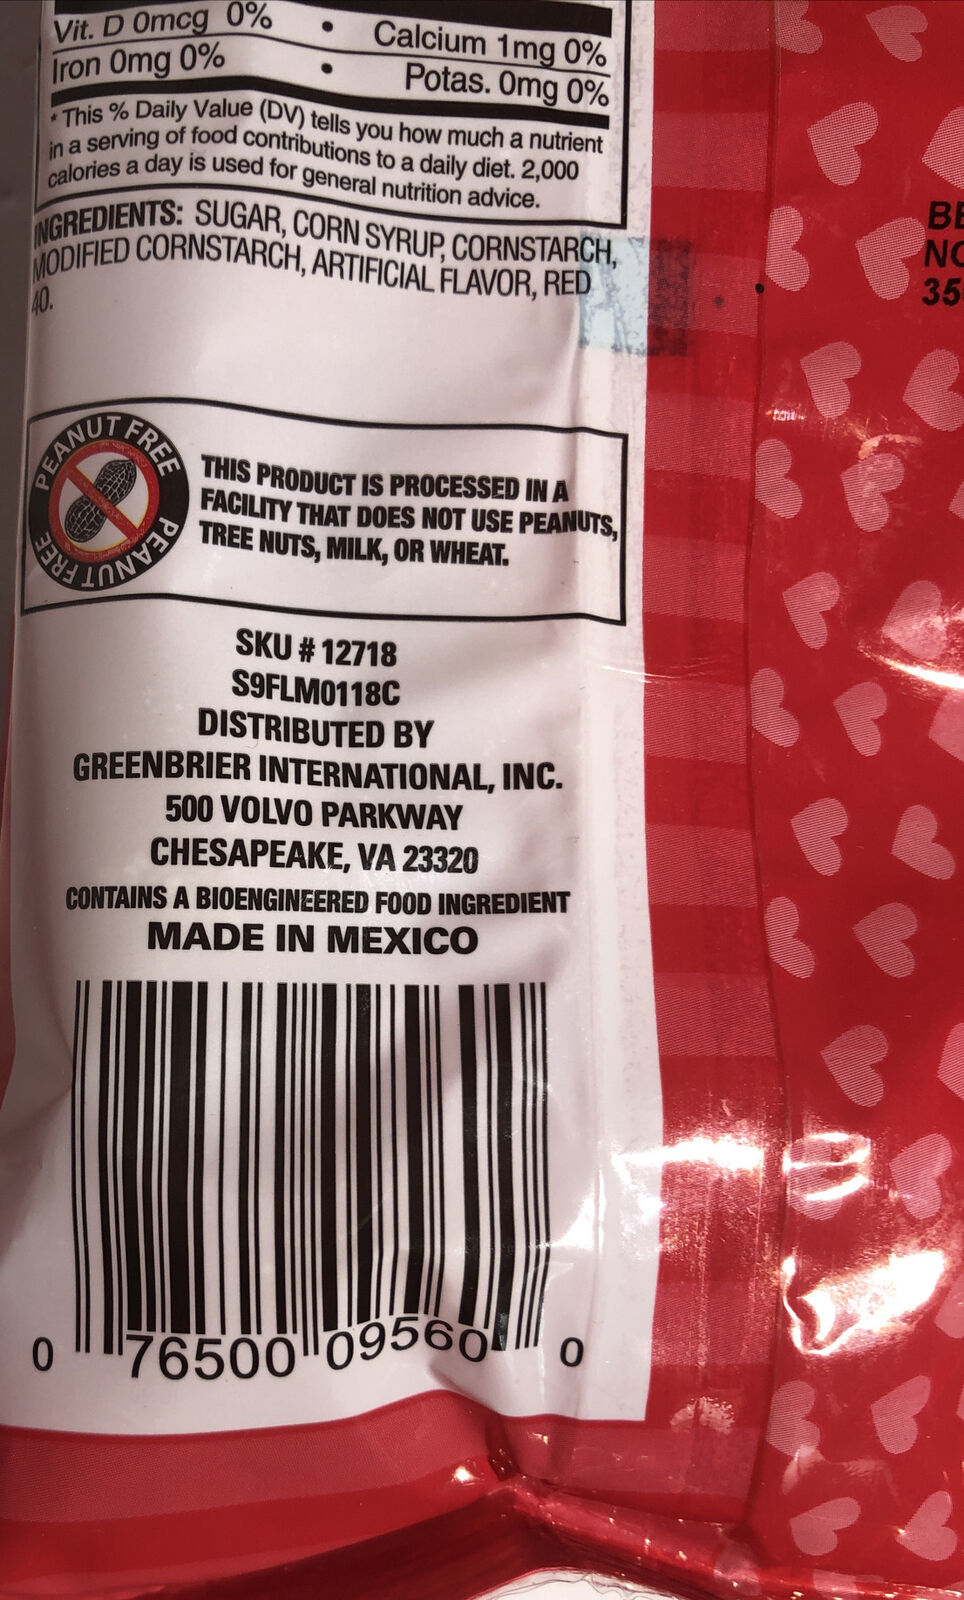 Vit. D 0mcg 0% • Calcium 1mg 0%
Iron 0mg 0% • Potas. 0mg 0%
* This % Daily Value (DV) tells you how much a nutrient
in a serving of food contributions to a daily diet. 2,000
calories a day is used for general nutrition advice.
INGREDIENTS: SUGAR, CORN SYRUP, CORNSTARCH,
MODIFIED CORNSTARCH, ARTIFICIAL FLAVOR, RED
40.
PEANUT FREE
PEANUT FREE
THIS PRODUCT IS PROCESSED IN A
FACILITY THAT DOES NOT USE PEANUTS,
TREE NUTS, MILK, OR WHEAT.
SKU # 12718
S9FLM0118C
DISTRIBUTED BY
GREENBRIER INTERNATIONAL, INC.
500 VOLVO PARKWAY
CHESAPEAKE, VA 23320
CONTAINS A BIOENGINEERED FOOD INGREDIENT
MADE IN MEXICO
0 76500 09560 0